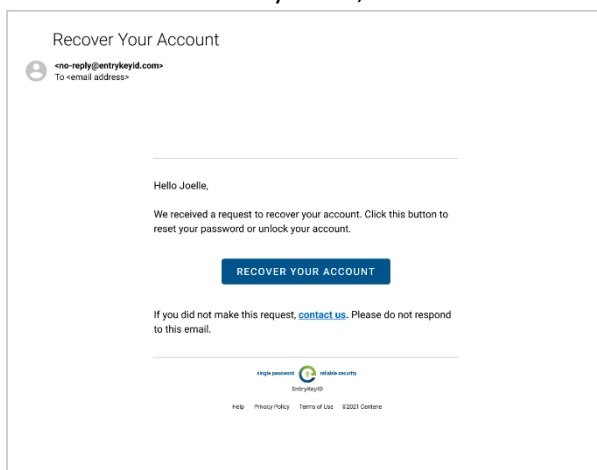 Recover Your Account
<no-reply@entrykeyid.com>
To <email address>
Hello Joelle,
We received a request to recover your account. Click this button to
reset your password or unlock your account.
RECOVER YOUR ACCOUNT
If you did not make this request, contact us. Please do not respond
to this email.
single password reliable security
EntryKeyID
Help Privacy Policy Terms of Use ©2021 Centene